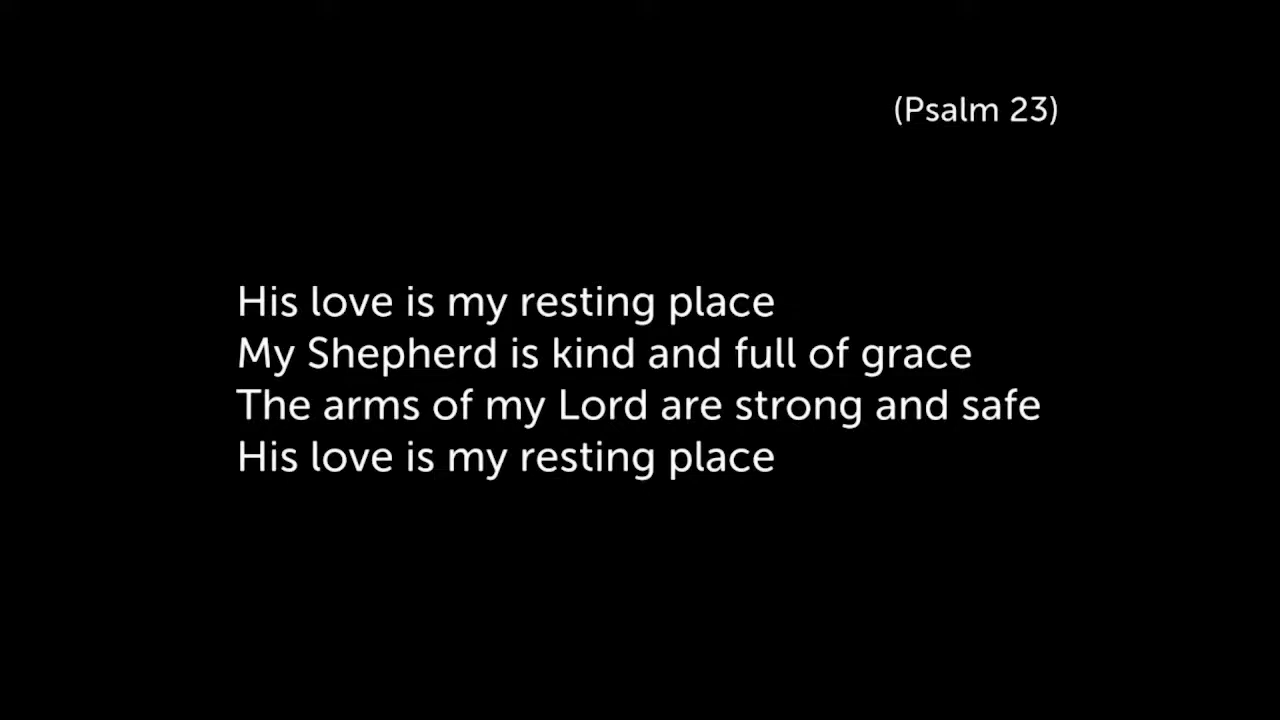 (Psalm 23)
His love is my resting place
My Shepherd is kind and full of grace
The arms of my Lord are strong and safe
His love is my resting place